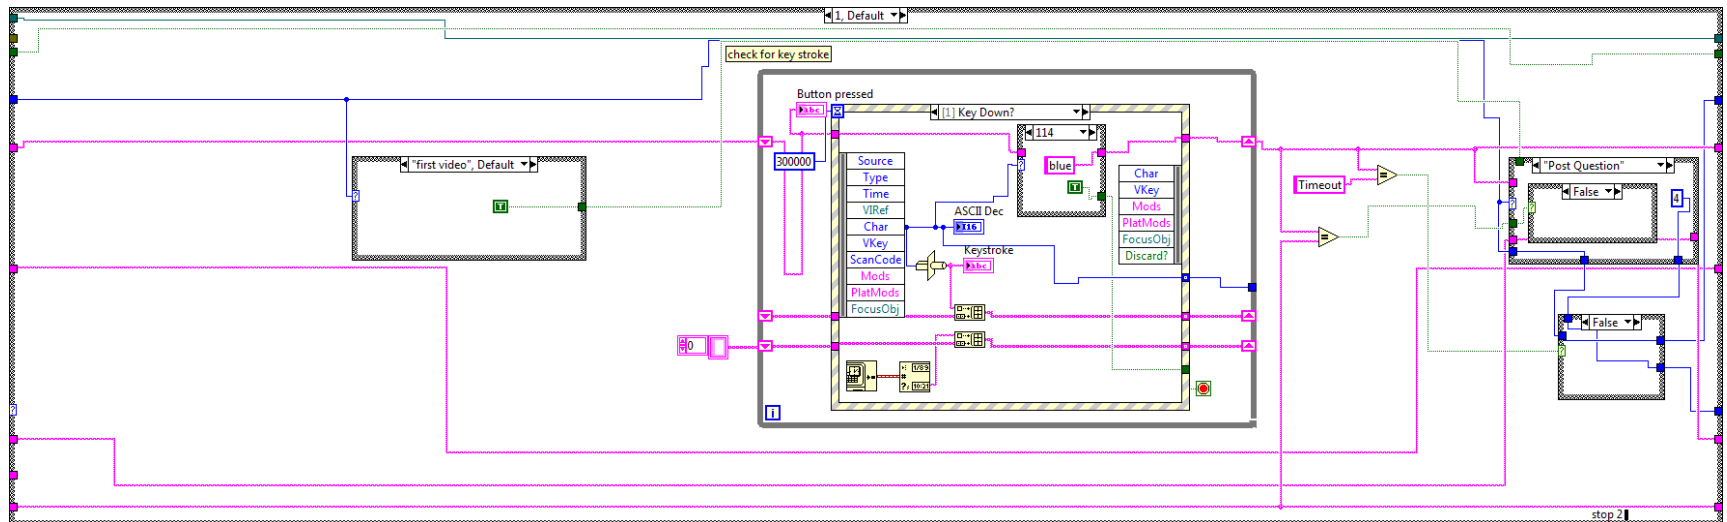 1, Default
check for key stroke
Button pressed
abc
[1] Key Down?
300000
114
blue
T
Source
Type
Time
VIRef
Char
VKey
ScanCode
Mods
PlatMods
FocusObj
Char
VKey
Mods
PlatMods
FocusObj
Discard?
ASCII Dec
I16
Keystroke
abc
"first video", Default
?
T
0
i
Timeout
=
=
"Post Question"
False
?
4
False
?
stop 2